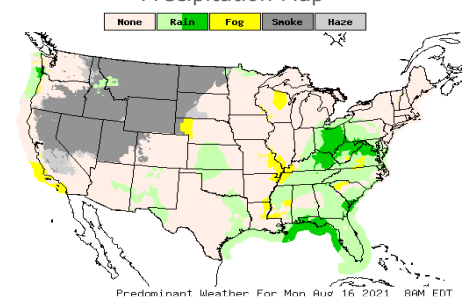 Precipitation Map
None Rain Fog Smoke Haze
Predominant Weather For Mon Aug 16 2021 8AM EDT